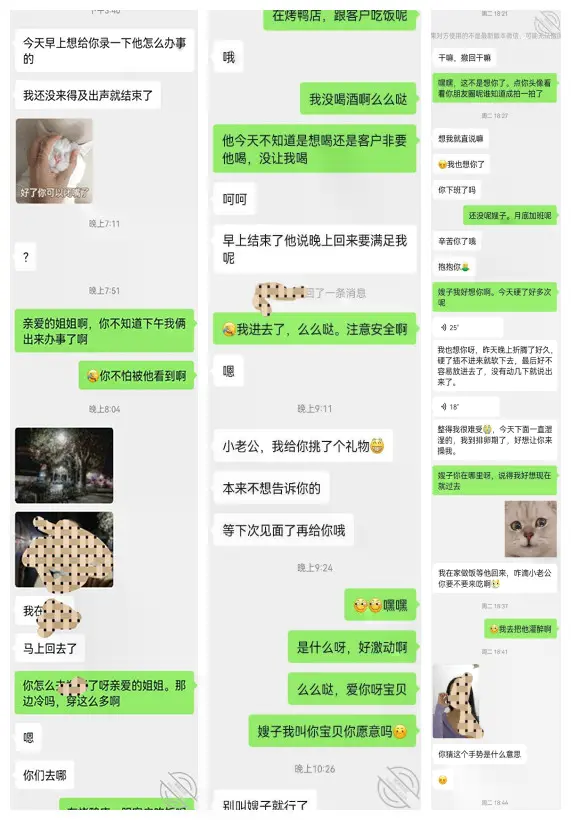 下午5:40
今天早上想给你录一下他怎么办事
的
我还没来得及出声就结束了
好了你可以闭嘴了
晚上7:11
?
晚上7:51
亲爱的姐姐啊，你不知道下午我俩
出来办事了啊
你不怕被他看到啊
晚上8:04
我在
马上回去了
你怎么
了呀亲爱的姐姐。那
边冷吗，穿这么多啊
嗯
你们去哪
在烤鸭店，跟客户吃饭呢
在烤鸭店，跟客户吃饭呢
哦
我没喝酒啊么么哒
他今天不知道是想喝还是客户非要
他喝，没让我喝
呵呵
早上结束了他说晚上回来要满足我
呢
回了一条消息
我进去了，么么哒。注意安全啊
嗯
晚上9:11
小老公，我给你挑了个礼物
本来不想告诉你的
等下次见面了再给你哦
晚上9:24
嘿嘿
是什么呀，好激动啊
么么哒，爱你呀宝贝
嫂子我叫你宝贝你愿意吗
晚上10:26
别叫嫂子就行了
周二 18:21
干嘛，撤回干嘛
嘿嘿，这不是想你了。点你头像看
看你朋友圈呢谁知道成拍一拍了
周二 18:27
想我就直说嘛
我也想你了
你下班了吗
还没呢嫂子。月底加班呢
辛苦你了哦
抱抱你
嫂子我好想你啊。今天硬了好多次
呢
25"
我也想你呀，昨天晚上折腾了好久，
硬了插不进来就软下去，最后好不
容易放进去了，没有动几下就说出
来了。
18"
整得我很难受，今天下面一直湿
湿的，我到排卵期了，好想让你来
操我。
嫂子你在哪里呀，说得我好想现在
就过去
我在家做饭等他回来，咋滴小老公
你要不要来吃啊
周二 18:37
我去把他灌醉啊
周二 18:41
你猜这个手势是什么意思
周二 18:46